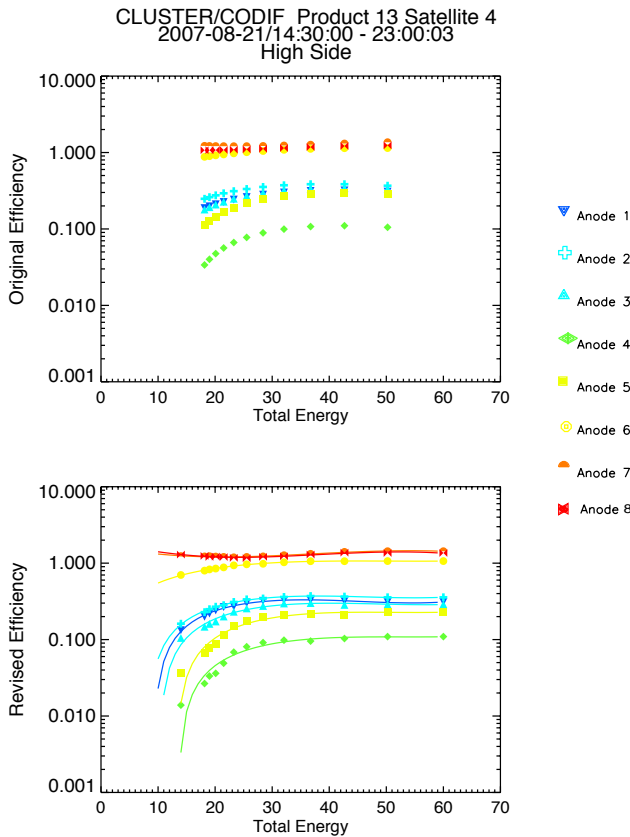 CLUSTER/CODIF Product 13 Satellite 4
2007-08-21/14:30:00 - 23:00:03
High Side
10.000
1.000
0.100
0.010
0.001
Original Efficiency
0 10 20 30 40 50 60 70
Total Energy
Anode 1
Anode 2
Anode 3
Anode 4
Anode 5
Anode 6
Anode 7
Anode 8
10.000
1.000
0.100
0.010
0.001
Revised Efficiency
0 10 20 30 40 50 60 70
Total Energy